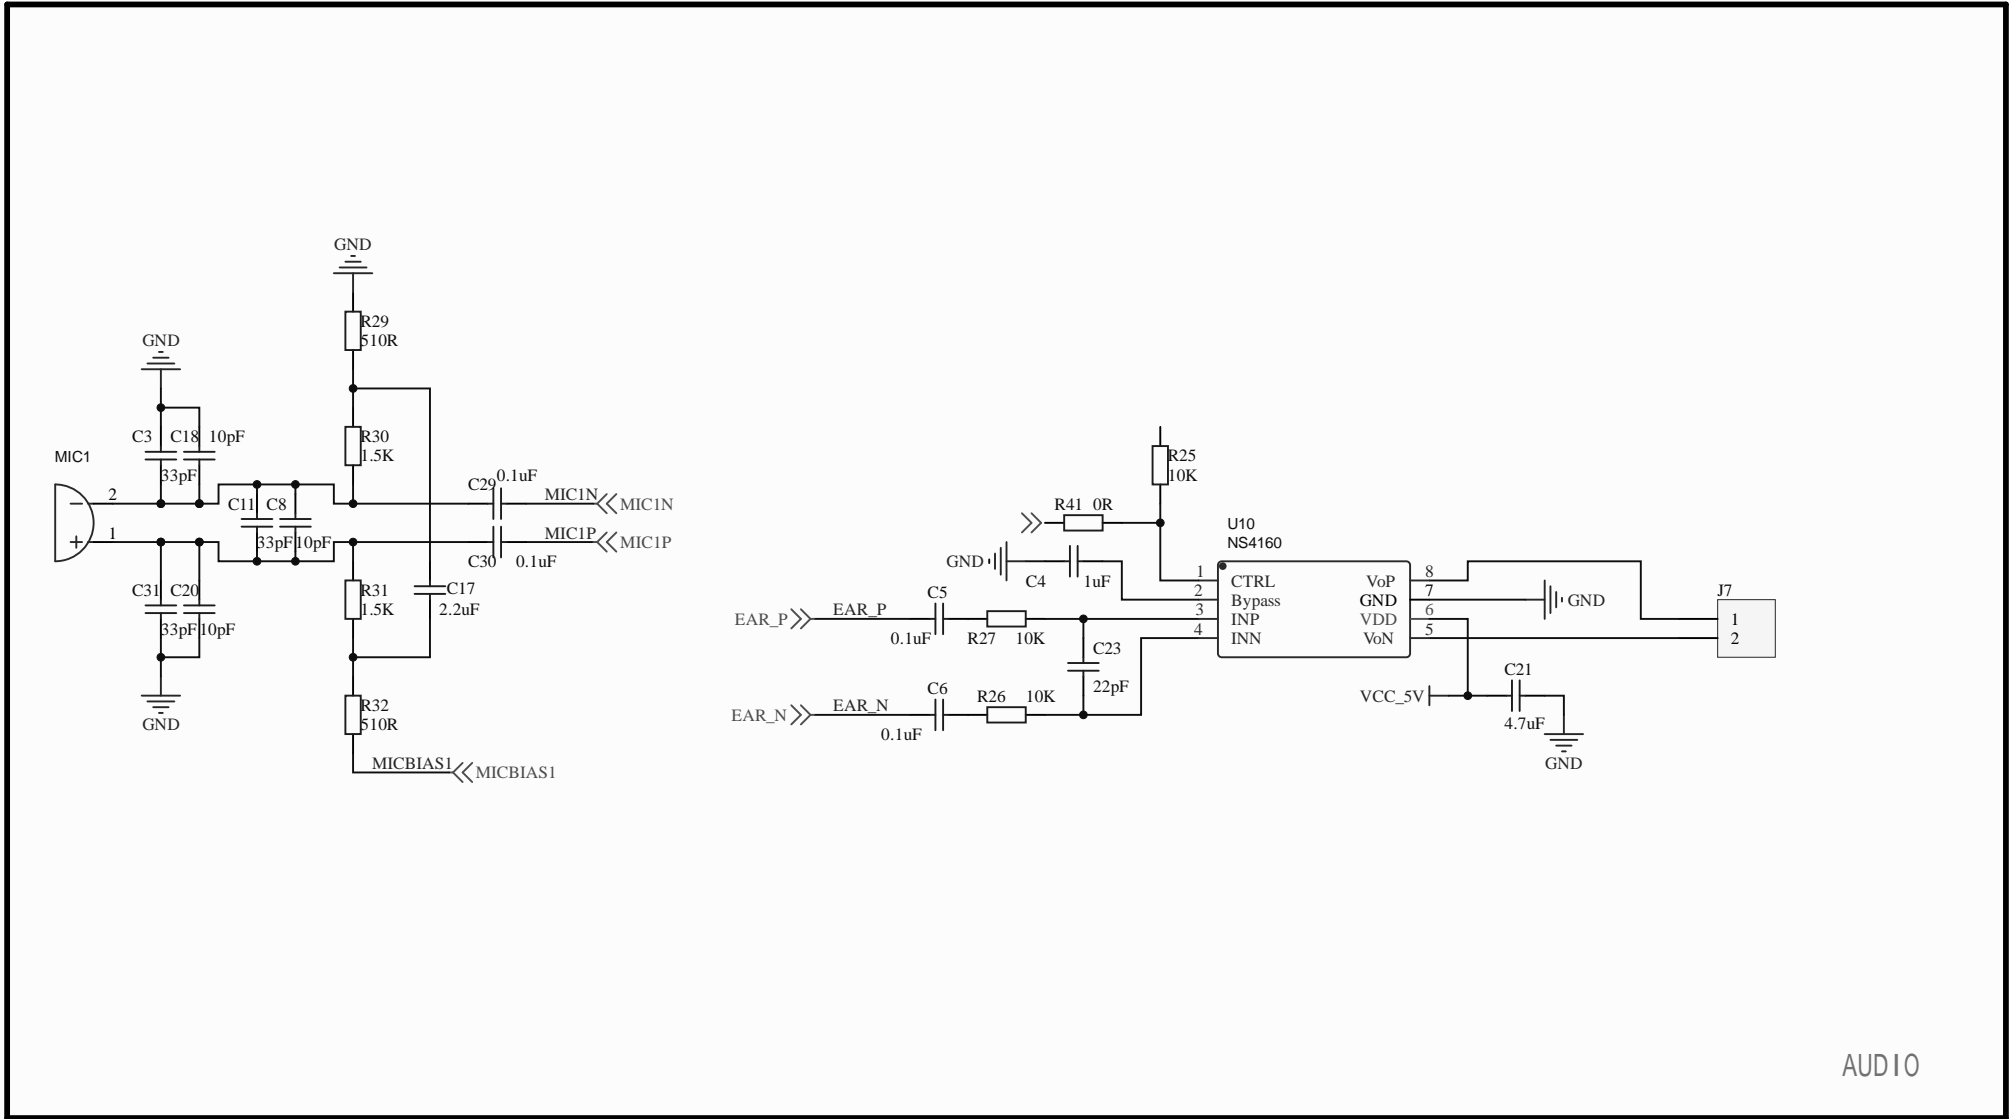 GND
R29
510R
GND
R30
1.5K
C3
C18
10pF
33pF
MIC1
2
1
C11
C8
33pF
10pF
C29
0.1uF
MIC1N
MIC1N
MIC1P
MIC1P
C30
0.1uF
C31
C20
33pF
10pF
GND
R31
1.5K
C17
2.2uF
R32
510R
MICBIAS1
MICBIAS1
R25
10K
R41
0R
GND
C4
1uF
EAR_P
EAR_P
C5
0.1uF
R27
10K
C23
22pF
EAR_N
EAR_N
C6
0.1uF
R26
10K
U10
NS4160
1
CTRL
2
Bypass
3
INP
4
INN
VoP
8
GND
7
VDD
6
VoN
5
GND
J7
1
2
VCC_5V
C21
4.7uF
GND
AUDIO